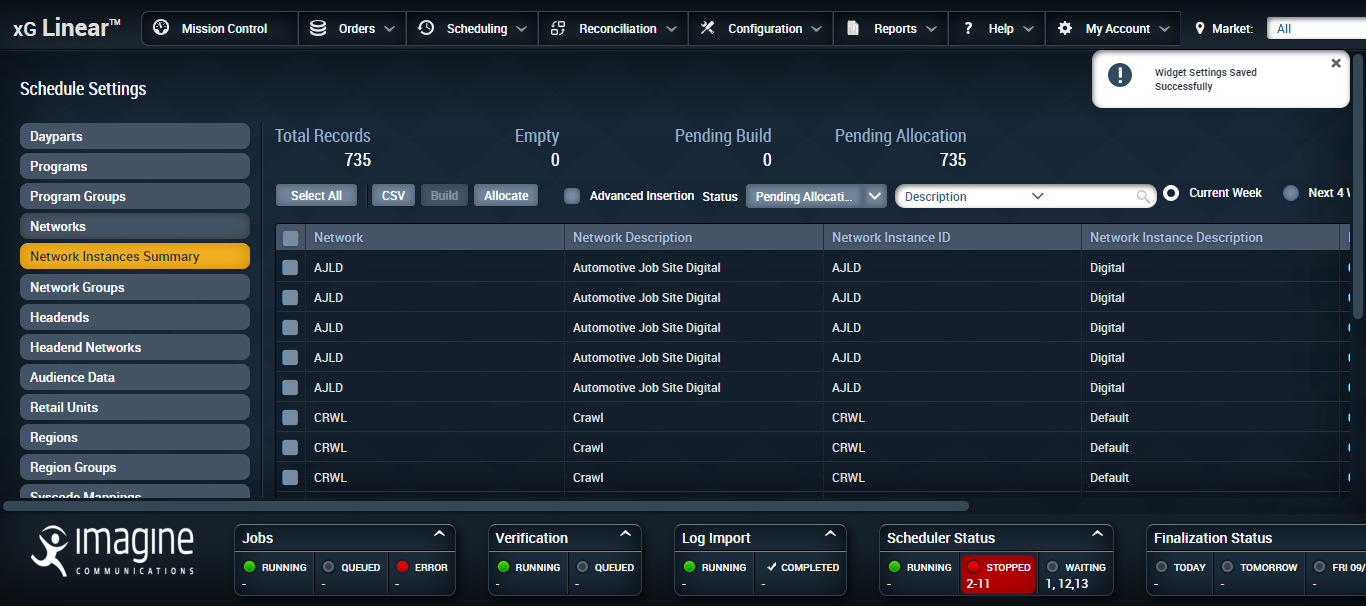 xG Linear™
Mission Control
Orders
Scheduling
Reconciliation
Configuration
Reports
? Help
My Account
Market:
All
Widget Settings Saved
Successfully
Schedule Settings
Dayparts
Programs
Program Groups
Networks
Network Instances Summary
Network Groups
Headends
Headend Networks
Audience Data
Retail Units
Regions
Region Groups
Syscode Mappings
Total Records Empty Pending Build Pending Allocation
735 0 0 735
Select All CSV Build Allocate Advanced Insertion Status Pending Allocati... Description Current Week Next 4
Network Network Description Network Instance ID Network Instance Description
AJLD Automotive Job Site Digital AJLD Digital
AJLD Automotive Job Site Digital AJLD Digital
AJLD Automotive Job Site Digital AJLD Digital
AJLD Automotive Job Site Digital AJLD Digital
AJLD Automotive Job Site Digital AJLD Digital
CRWL Crawl CRWL Default
CRWL Crawl CRWL Default
CRWL Crawl CRWL Default
imagine
COMMUNICATIONS
Jobs
RUNNING QUEUED ERROR
- - -
Verification
RUNNING QUEUED
- -
Log Import
RUNNING COMPLETED
- -
Scheduler Status
RUNNING STOPPED WAITING
- 2-11 1, 12,13
Finalization Status
TODAY TOMORROW FRI 09/
- - -